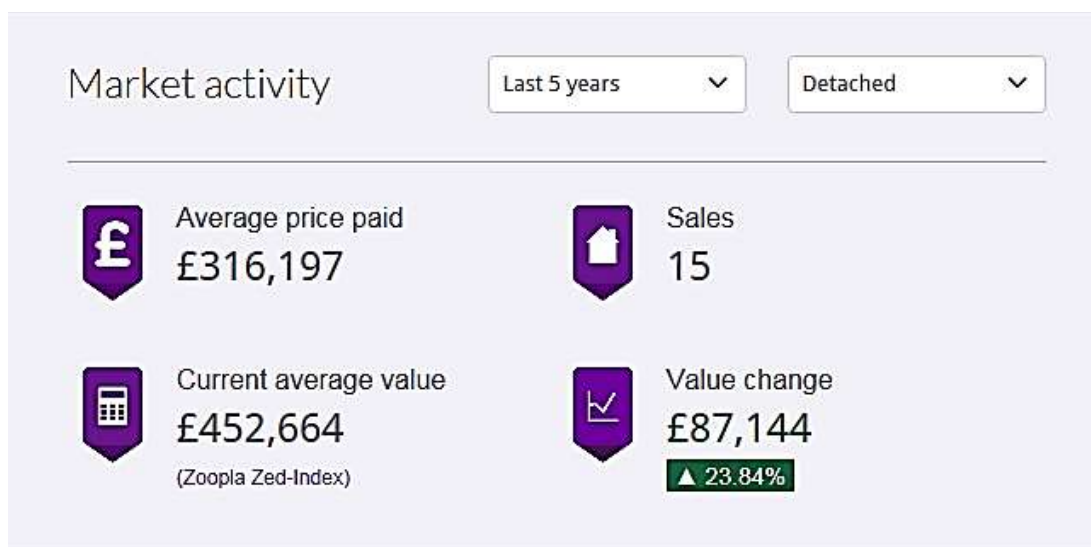 Market activity
Last 5 years
Detached
Average price paid
£316,197
Sales
15
Current average value
£452,664
(Zoopla Zed-Index)
Value change
£87,144
▲ 23.84%